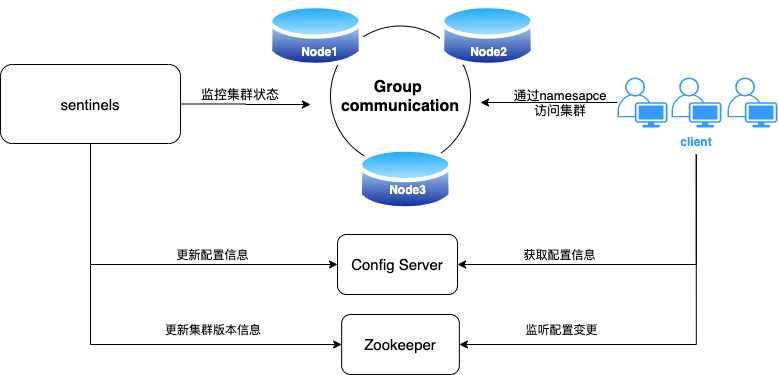 Node1
Node2
Group
communication
sentinels
监控集群状态
通过namesapce
访问集群
client
Node3
更新配置信息
Config Server
获取配置信息
更新集群版本信息
Zookeeper
监听配置变更